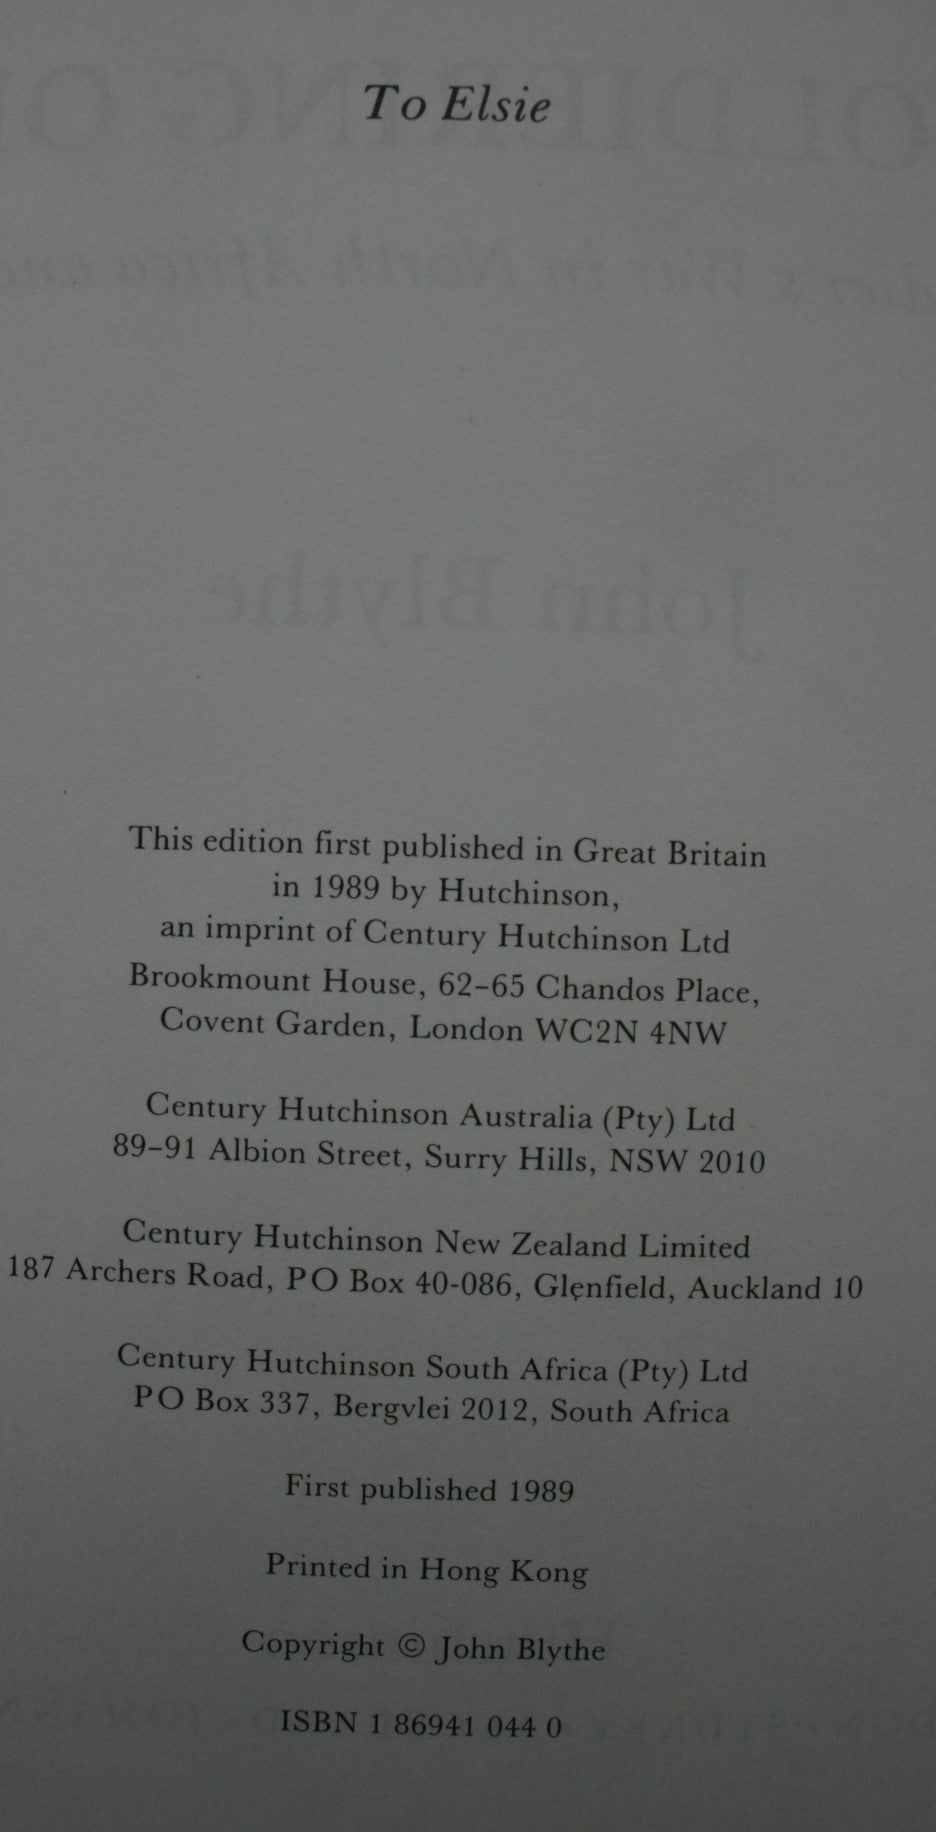 To Elsie
This edition first published in Great Britain
in 1989 by Hutchinson,
an imprint of Century Hutchinson Ltd
Brookmount House, 62–65 Chandos Place,
Covent Garden, London WC2N 4NW
Century Hutchinson Australia (Pty) Ltd
89–91 Albion Street, Surry Hills, NSW 2010
Century Hutchinson New Zealand Limited
187 Archers Road, PO Box 40-086, Glenfield, Auckland 10
Century Hutchinson South Africa (Pty) Ltd
PO Box 337, Bergvlei 2012, South Africa
First published 1989
Printed in Hong Kong
Copyright © John Blythe
ISBN 1 86941 044 0